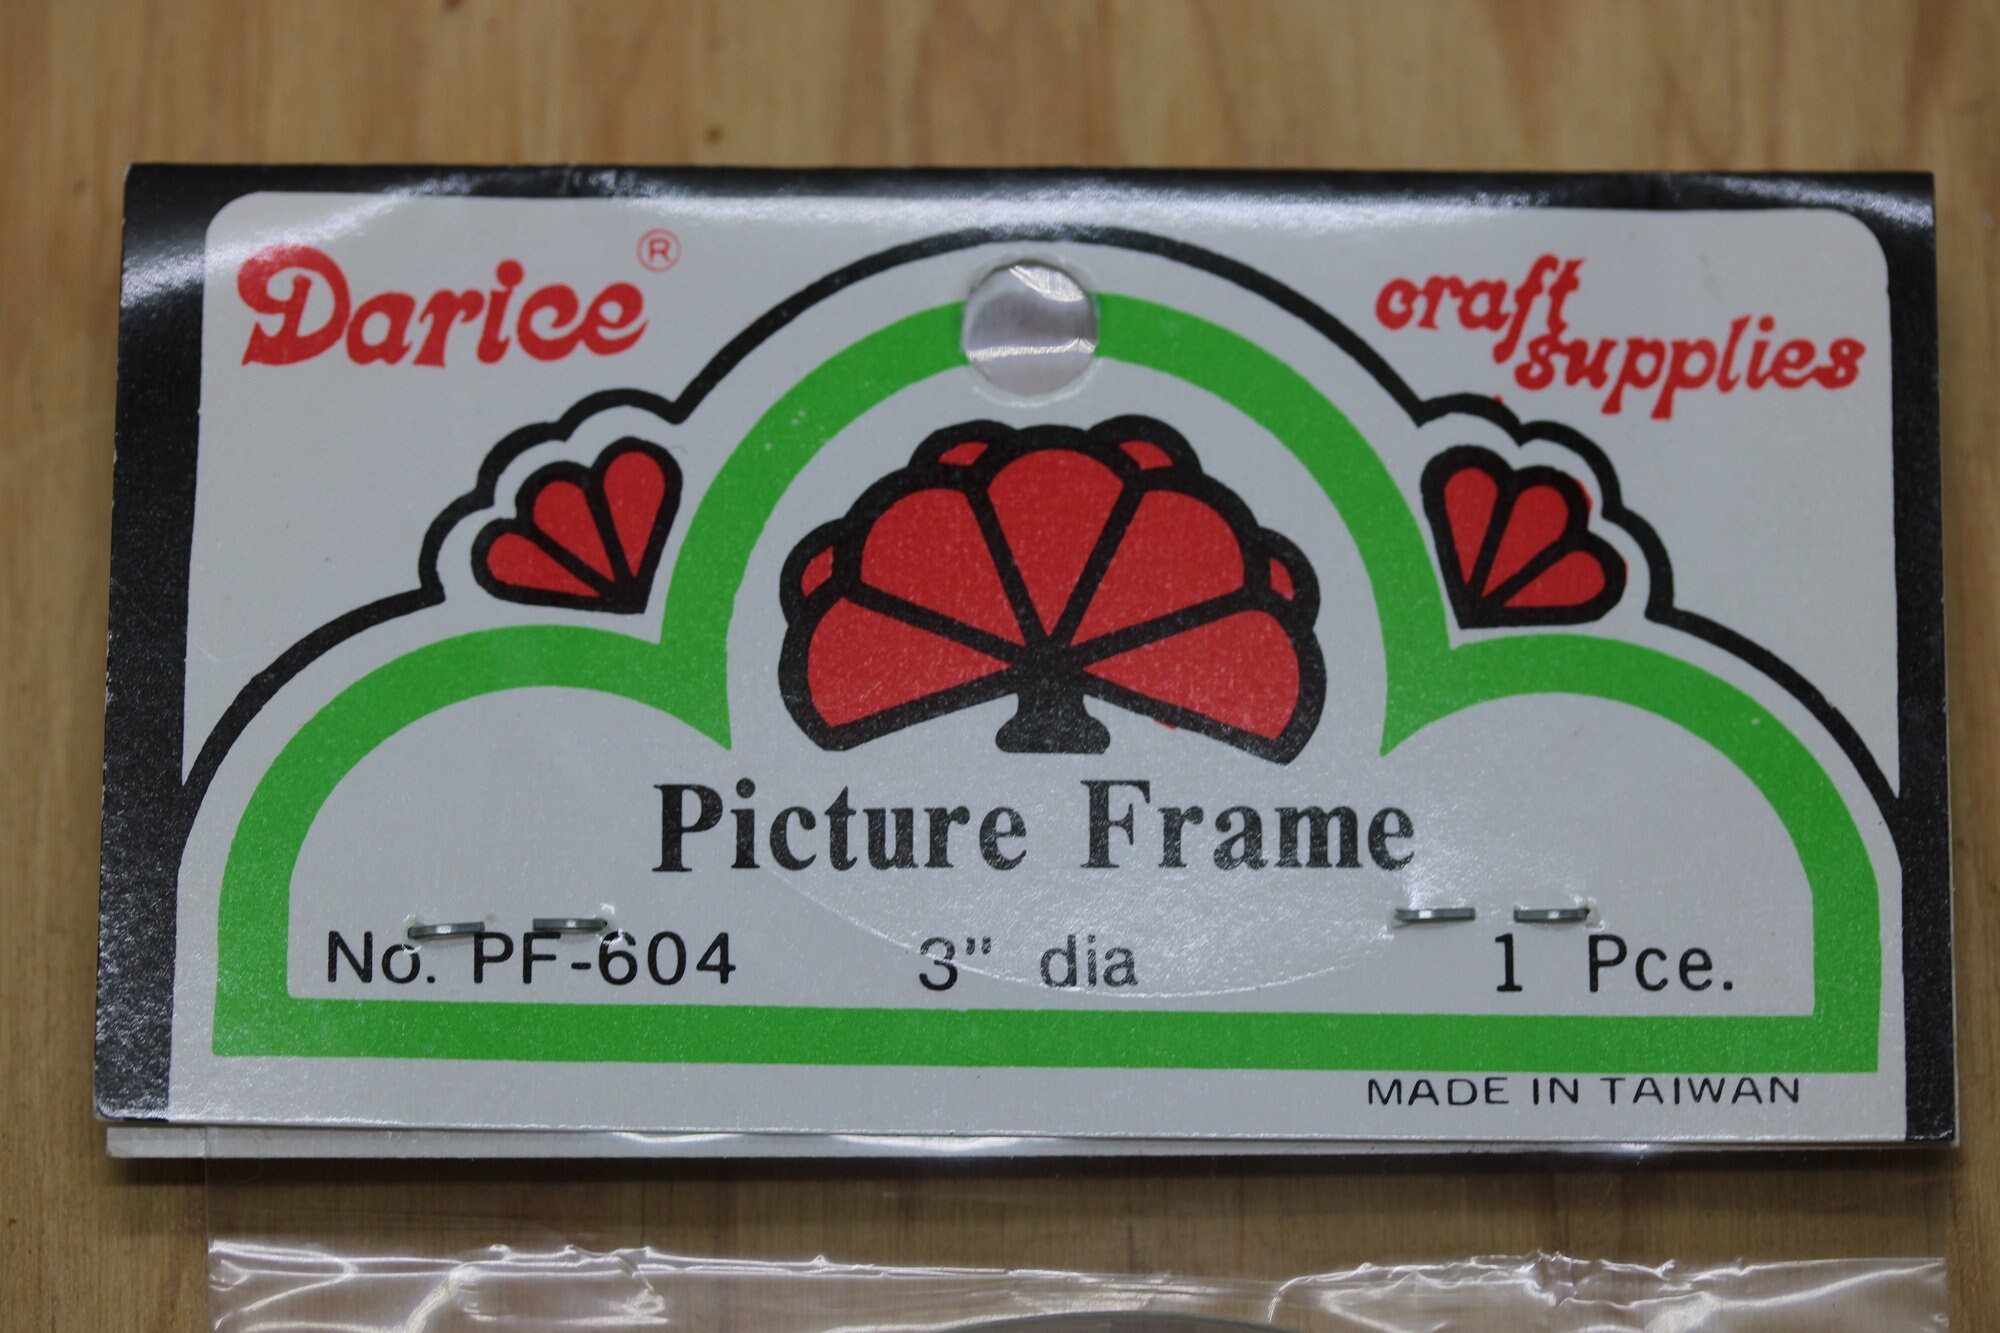 Darice®
craft
supplies
Picture Frame
No. PF-604 3" dia 1 Pce.
MADE IN TAIWAN